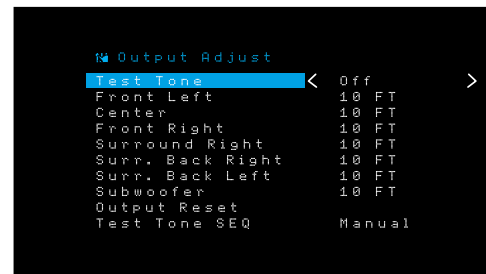 Output Adjust
Test Tone < Off >
Front Left 10 FT
Center 10 FT
Front Right 10 FT
Surround Right 10 FT
Surr. Back Right 10 FT
Surr. Back Left 10 FT
Subwoofer 10 FT
Output Reset
Test Tone SEQ Manual